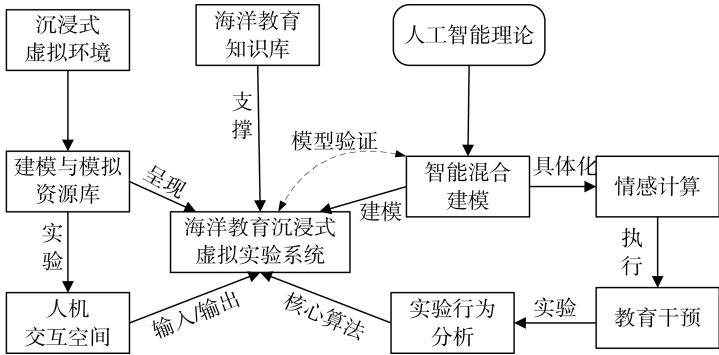 沉浸式
虚拟环境
海洋教育
知识库
人工智能理论
支
撑
模型验证
建模与模拟
资源库
呈现
智能混合
建模
具体化
情感计算
建模
海洋教育沉浸式
虚拟实验系统
实
验
执
行
人机
交互空间
输入/输出
核心算法
实验行为
分析
实验
教育干预